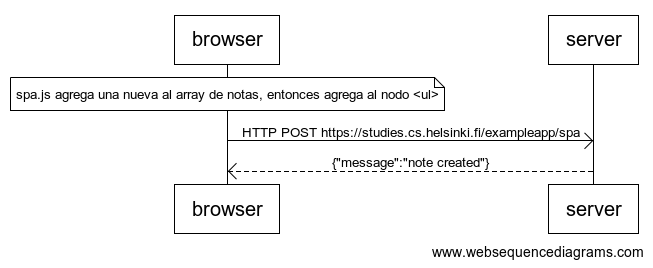 browser
server
spa.js agrega una nueva al array de notas, entonces agrega al nodo <ul>
HTTP POST https://studies.cs.helsinki.fi/exampleapp/spa
{"message":"note created"}
browser
server
www.websequencediagrams.com